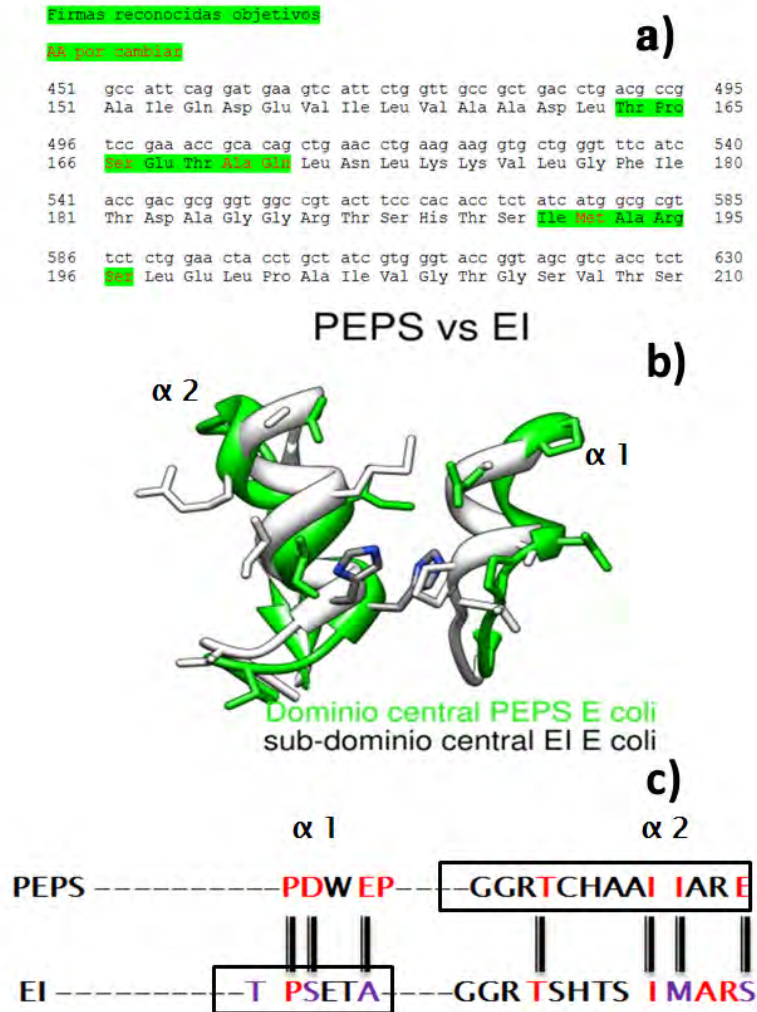 Firmas reconocidas objetivos
a)
AA por cambiar
451 gcc att cag gat gaa gtc att ctg gtt gcc gct gac ctg acg ccg 495
151 Ala Ile Gln Asp Glu Val Ile Leu Val Ala Ala Asp Leu Thr Pro 165
496 tcc gaa acc gca cag ctg aac ctg aag aag gtg ctg ggt ttc atc 540
166 Ser Glu Thr Ala Gln Leu Asn Leu Lys Lys Val Leu Gly Phe Ile 180
541 acc gac gcg ggt ggc cgt act tcc cac acc tct atc atg gcg cgt 585
181 Thr Asp Ala Gly Gly Arg Thr Ser His Thr Ser Ile Met Ala Arg 195
586 tct ctg gaa cta cct gct atc gtg ggt acc ggt agc gtc acc tct 630
196 Ser Leu Glu Leu Pro Ala Ile Val Gly Thr Gly Ser Val Thr Ser 210
PEPS vs EI
b)
α 2
α 1
Dominio central PEPS E coli
sub-dominio central EI E coli
c)
α 1 α 2
PEPS ---------------PDWEP-----GGRTCHAAI IARE
EI ---------------T PSETA-----GGRTSHTS IMARS